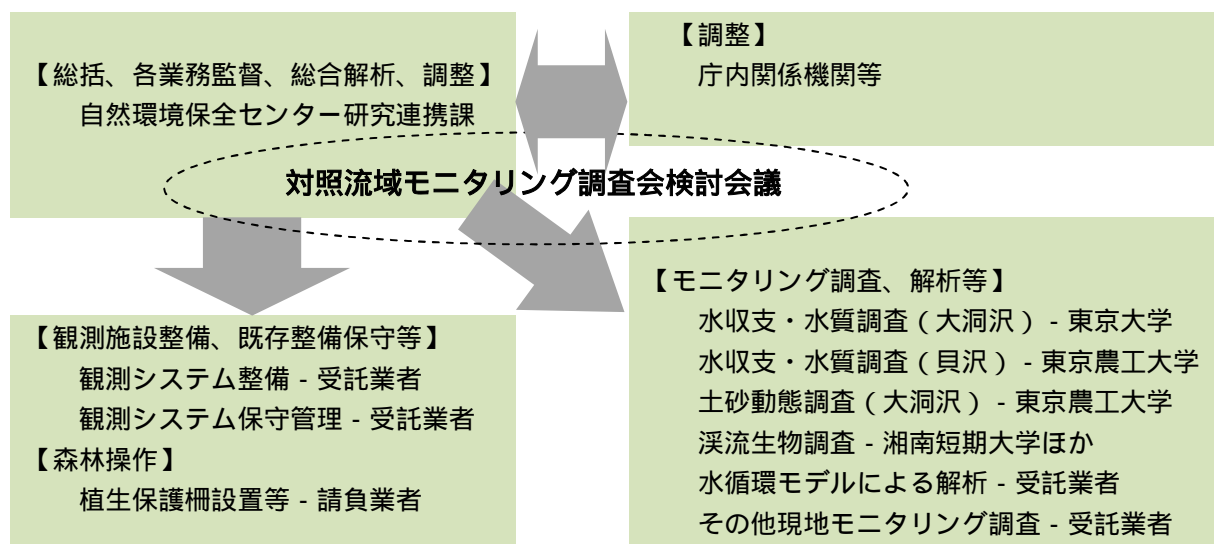 【総括、各業務監督、総合解析、調整】
自然環境保全センター研究連携課
【調整】
庁内関係機関等
対照流域モニタリング調査会検討会議
【観測施設整備、既存整備保守等】
観測システム整備 - 受託業者
観測システム保守管理 - 受託業者
【森林操作】
植生保護柵設置等 - 請負業者
【モニタリング調査、解析等】
水収支・水質調査(大洞沢) - 東京大学
水収支・水質調査(貝沢) - 東京農工大学
土砂動態調査(大洞沢) - 東京農工大学
渓流生物調査 - 湘南短期大学ほか
水循環モデルによる解析 - 受託業者
その他現地モニタリング調査 - 受託業者